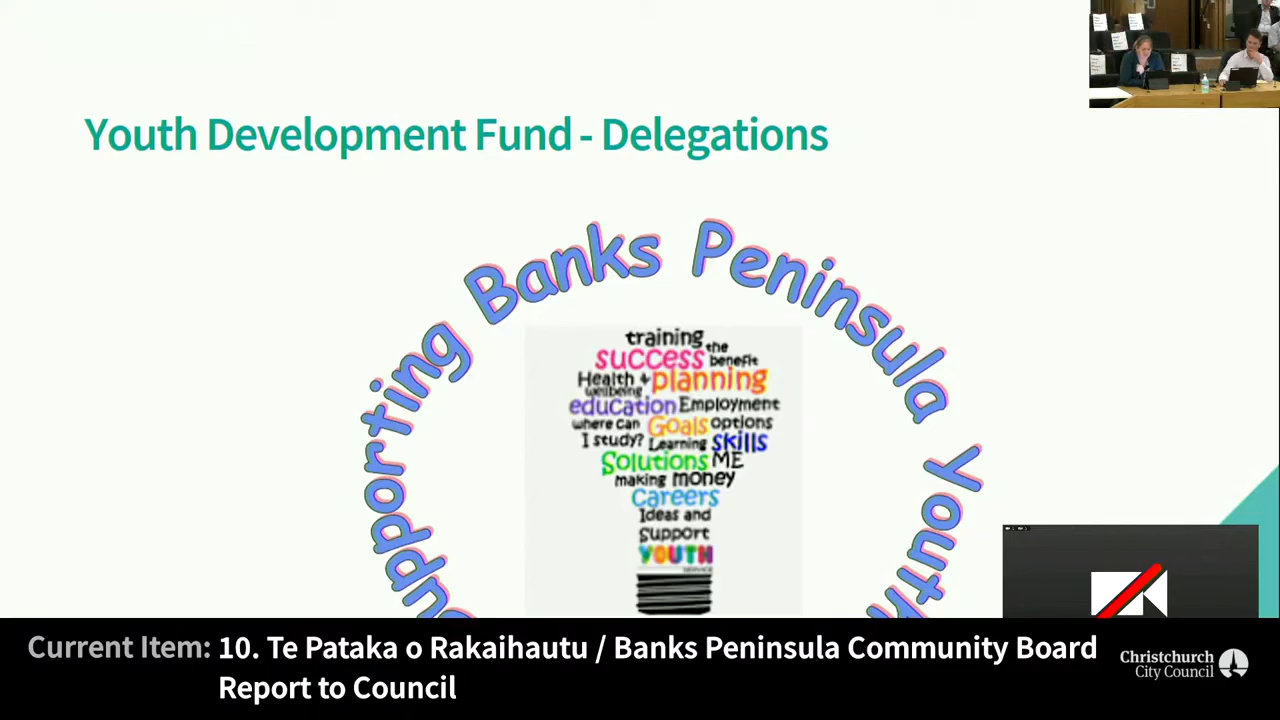 Youth Development Fund - Delegations
Supporting Banks Peninsula Youth
training
the
success benefit
Health + planning
wellbeing
education Employment
where can Goals options
I study? Learning skills
Solutions ME
making money
Careers
Ideas and
Support
YOUTH
SERVICE
Current Item: 10. Te Pataka o Rakaihautu / Banks Peninsula Community Board
Report to Council
Christchurch
City Council